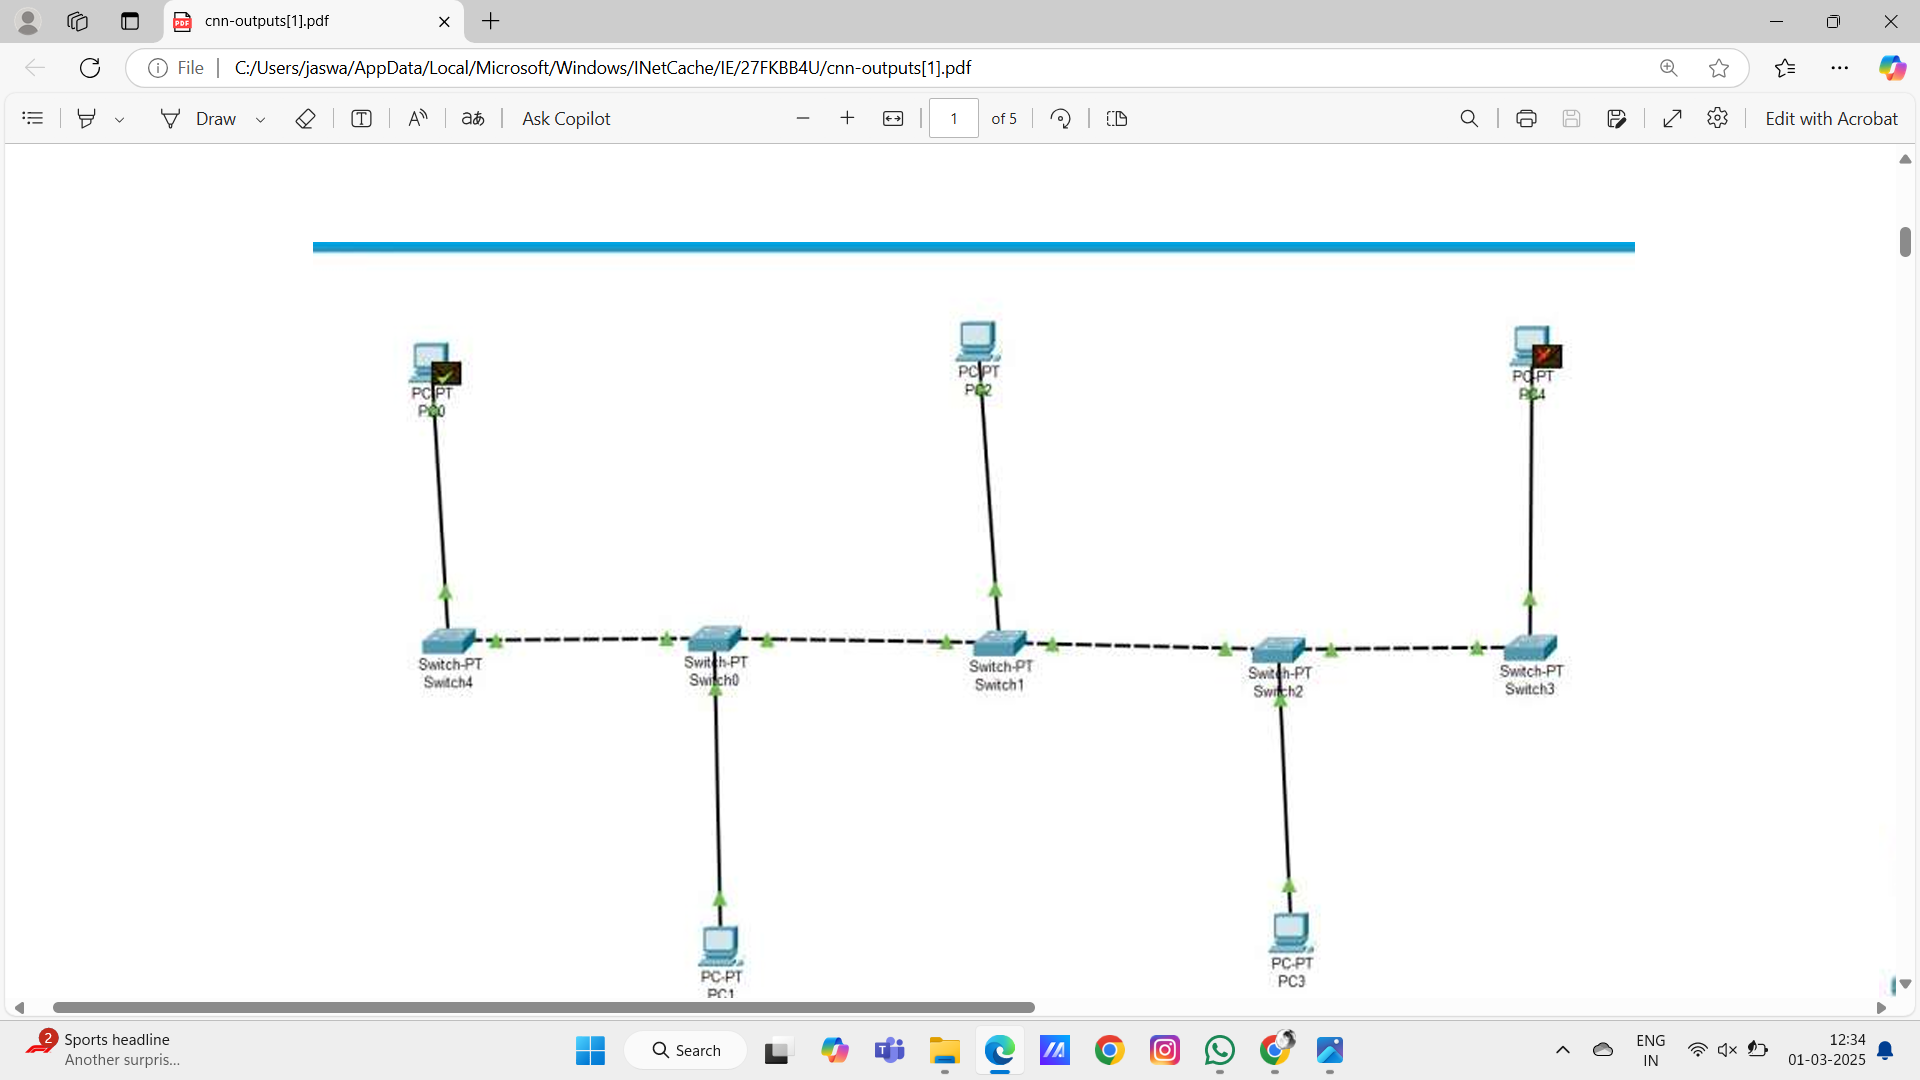 cnn-outputs[1].pdf
File
C:/Users/jaswa/AppData/Local/Microsoft/Windows/INetCache/IE/27FKBB4U/cnn-outputs[1].pdf
Draw
aあ
Ask Copilot
1 of 5
Edit with Acrobat
PC-PT
PC0
PC-PT
PC2
PC-PT
PC4
Switch-PT
Switch4
Switch-PT
Switch0
Switch-PT
Switch1
Switch-PT
Switch2
Switch-PT
Switch3
PC-PT
PC1
PC-PT
PC3
2
Sports headline
Another surpris...
Search
ENG
IN
12:34
01-03-2025